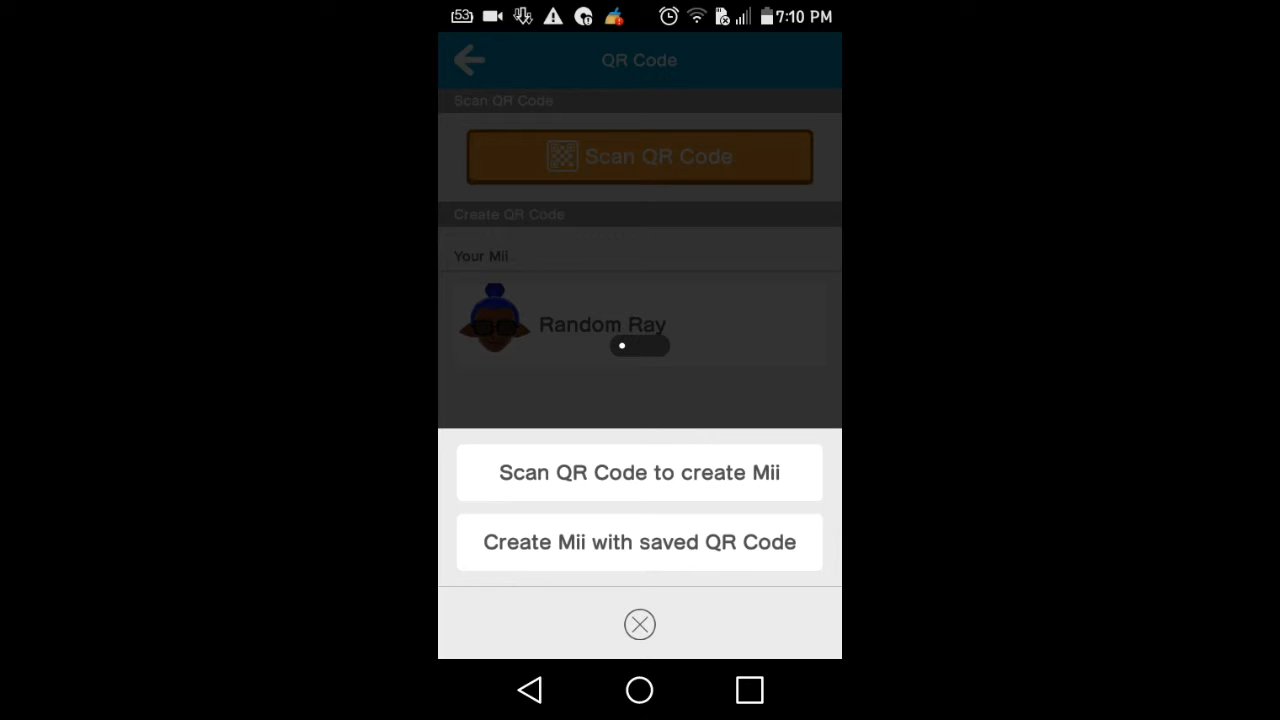 53
7:10 PM
QR Code
Scan QR Code
Scan QR Code
Create QR Code
Your Mii
Random Ray
Scan QR Code to create Mii
Create Mii with saved QR Code